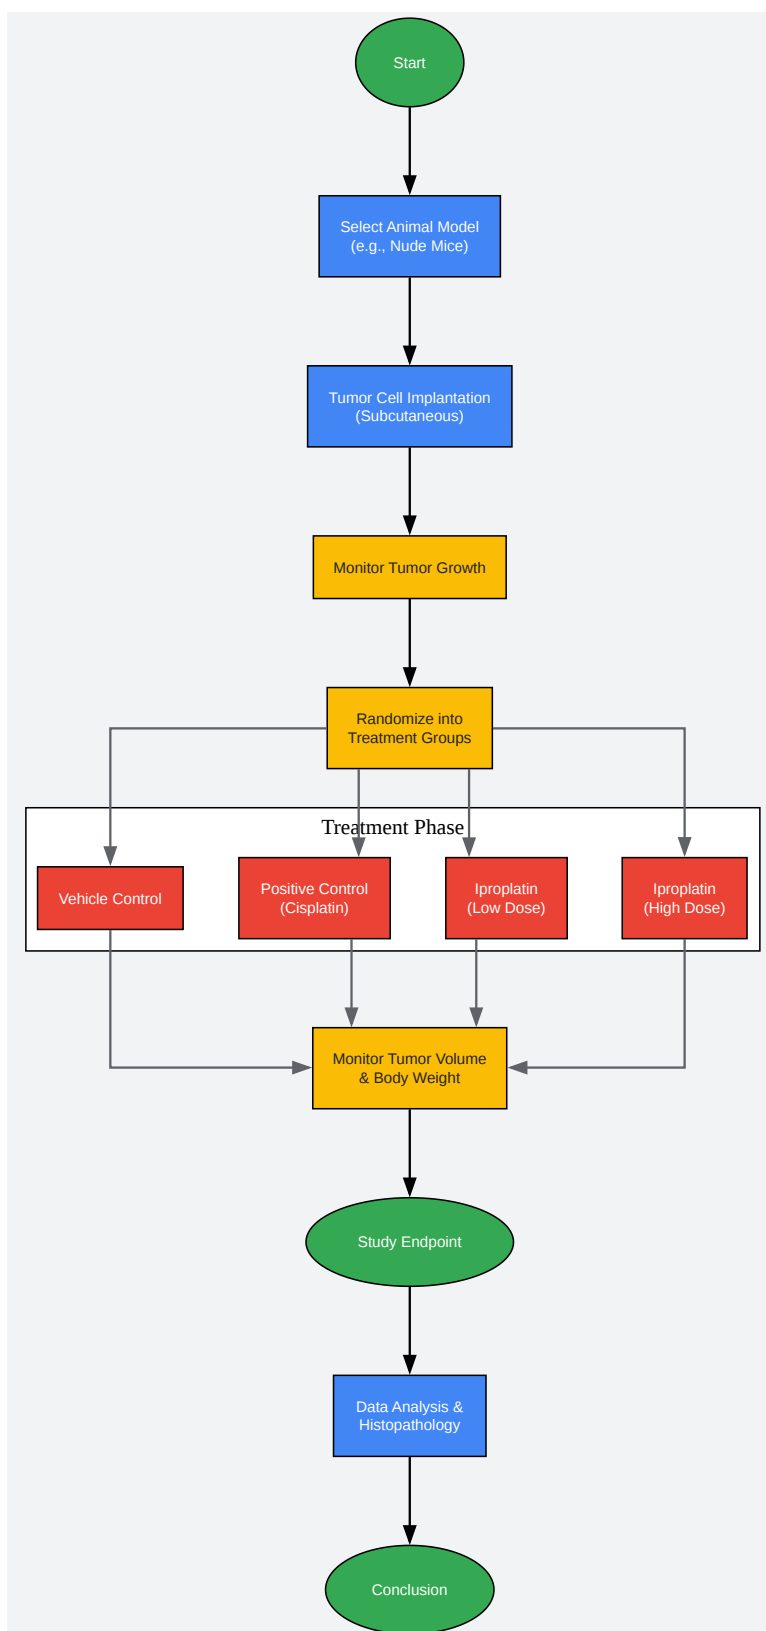 Start
Select Animal Model
(e.g., Nude Mice)
Tumor Cell Implantation
(Subcutaneous)
Monitor Tumor Growth
Randomize into
Treatment Groups
Treatment Phase
Vehicle Control
Positive Control
(Cisplatin)
Iproplatin
(Low Dose)
Iproplatin
(High Dose)
Monitor Tumor Volume
& Body Weight
Study Endpoint
Data Analysis &
Histopathology
Conclusion